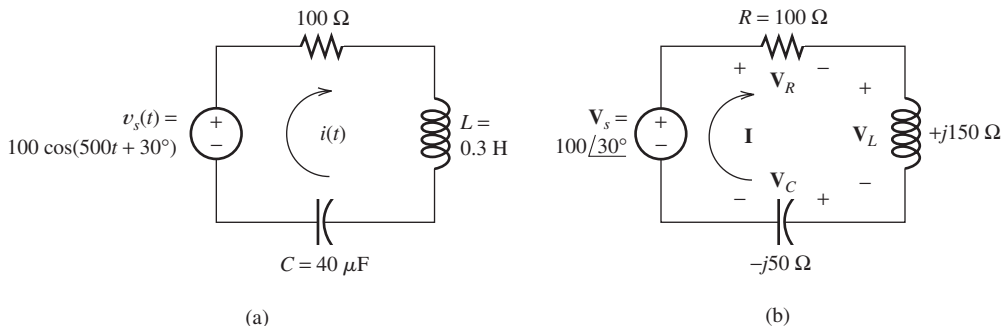 100 Ω
+
−
v_s(t) =
100 cos(500t + 30°)
i(t)
L =
0.3 H
C = 40 μF
(a)
R = 100 Ω
+ V_R −
+
−
V_s =
100∠30°
I
+
V_L
−
+j150 Ω
− V_C +
−j50 Ω
(b)